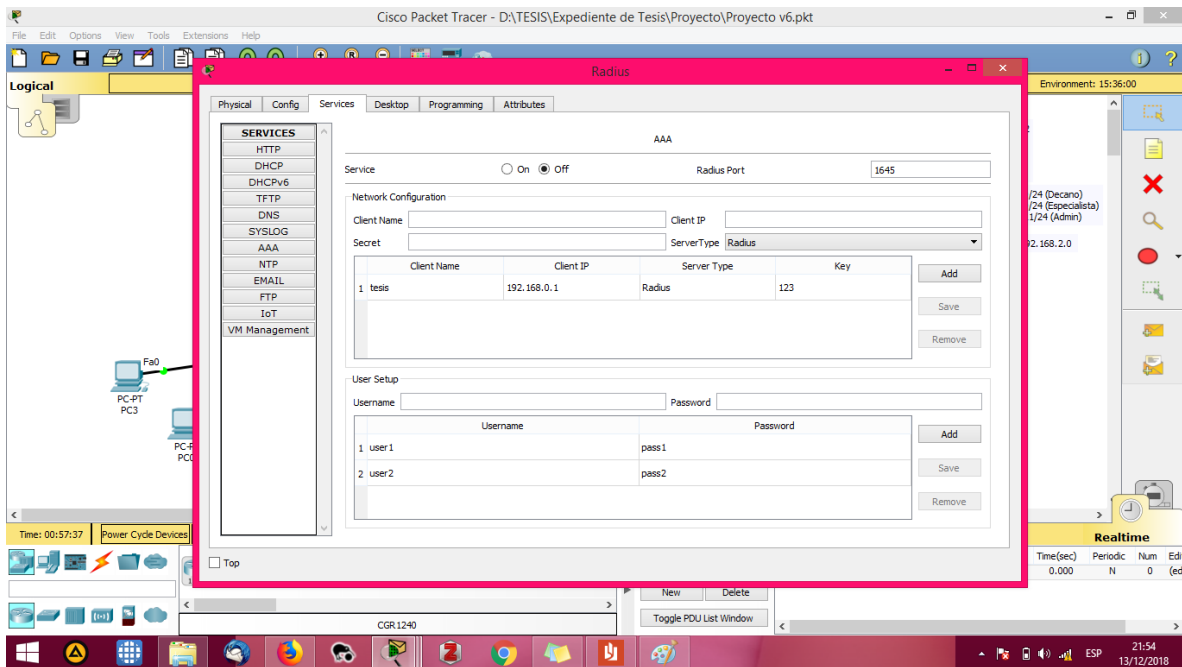 Cisco Packet Tracer - D:\TESIS\Expediente de Tesis\Proyecto\Proyecto v6.pkt
File Edit Options View Tools Extensions Help
Logical
Environment: 15:36:00
Radius
Physical Config Services Desktop Programming Attributes
SERVICES
HTTP
DHCP
DHCPv6
TFTP
DNS
SYSLOG
AAA
NTP
EMAIL
FTP
IoT
VM Management
AAA
Service On Off Radius Port 1645
Network Configuration
Client Name Client IP
Secret ServerType Radius
Client Name Client IP Server Type Key
1 tesis 192.168.0.1 Radius 123
Add
Save
Remove
User Setup
Username Password
Username Password
1 user1 pass1
2 user2 pass2
Add
Save
Remove
Top
/24 (Decano)
/24 (Especialista)
1/24 (Admin)
2.168.2.0
Fa0
PC-PT
PC3
Time: 00:57:37 Power Cycle Devices
Realtime
Time(sec) Periodic Num Edi
0.000 N 0 (ed
New Delete
Toggle PDU List Window
CGR1240
ESP
21:54
13/12/2018